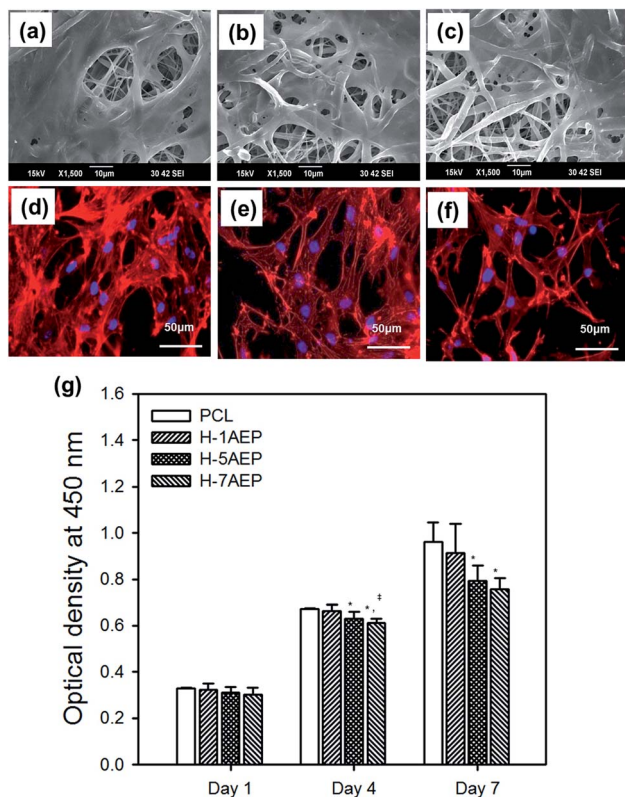 (a)
(b)
(c)
15kV X1,500 10µm 30 42 SEI
15kV X1,500 10µm 30 42 SEI
15kV X1,500 10µm 30 42 SEI
(d)
(e)
(f)
50µm
50µm
50µm
(g)
1.6
1.4
1.2
1.0
0.8
0.6
0.4
0.2
0.0
Optical density at 450 nm
PCL
H-1AEP
H-5AEP
H-7AEP
*
*, ‡
*
*
Day 1
Day 4
Day 7